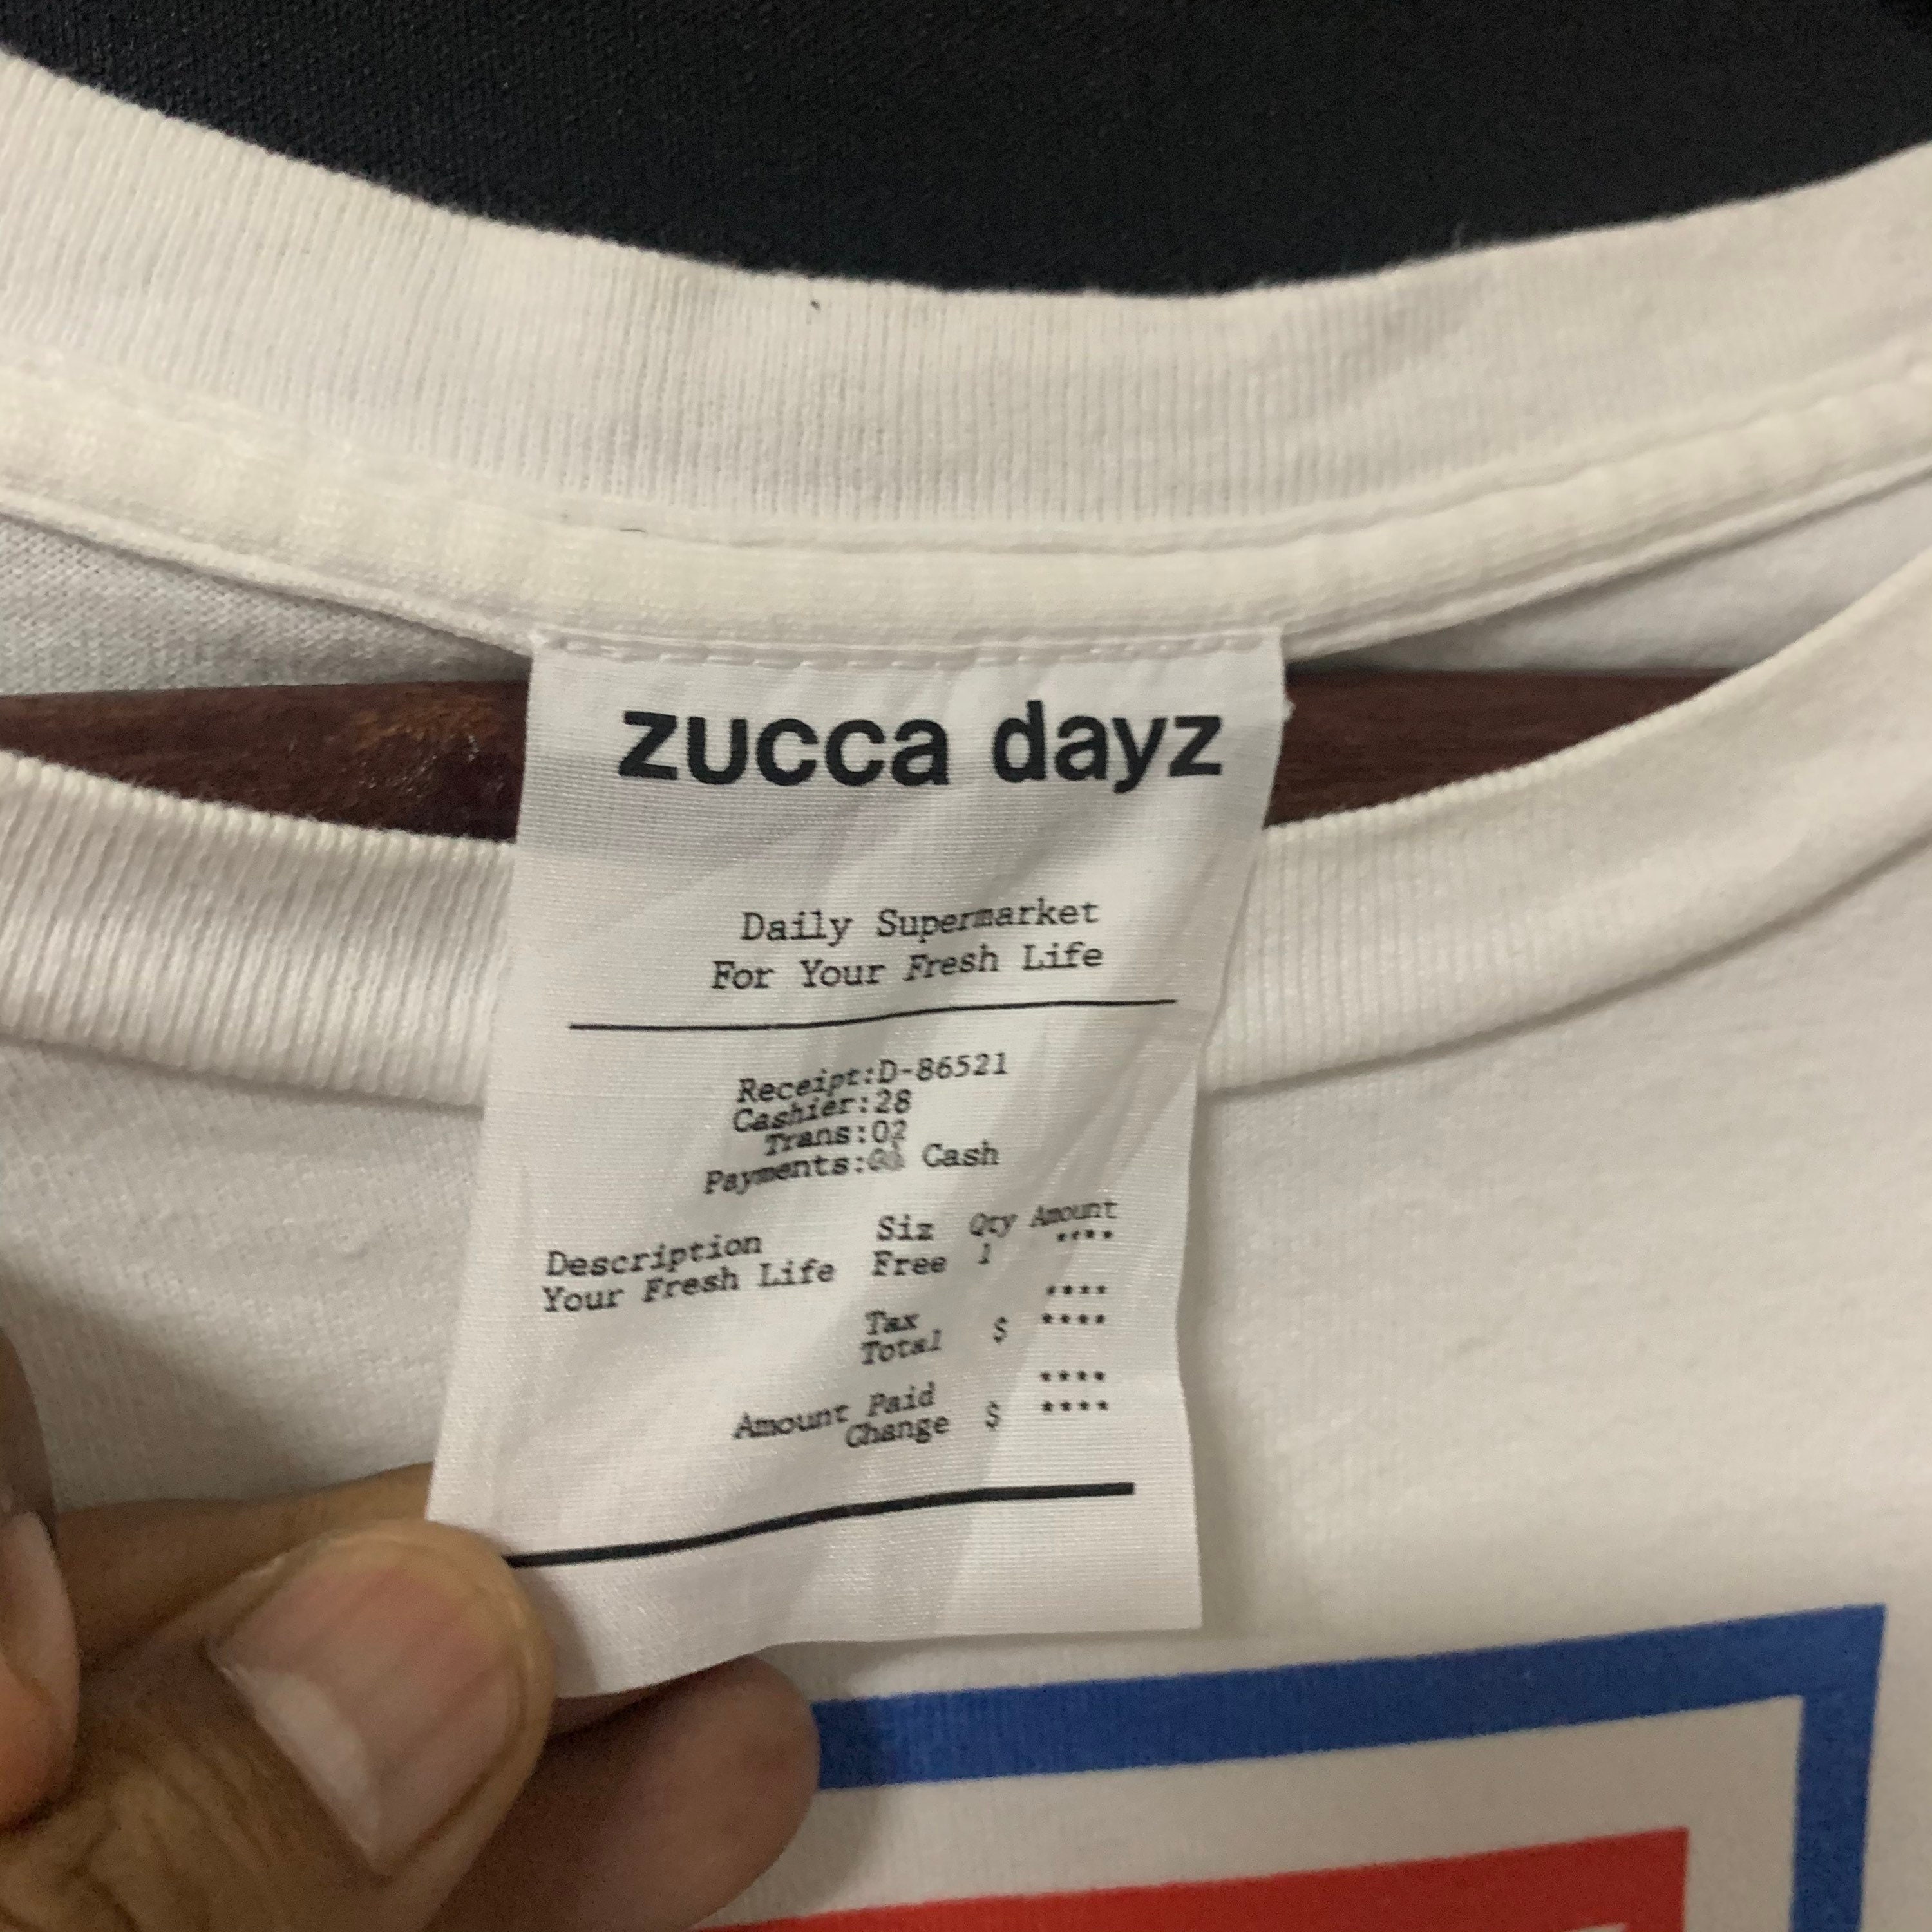 zucca dayz
Daily Supermarket
For Your Fresh Life
Receipt:D-86521
Cashier:28
Trans:02
Payments: Cash
Description Siz Qty Amount
Your Fresh Life Free 1 ****
Tax ****
Total $ ****
Amount Paid ****
Change $ ****